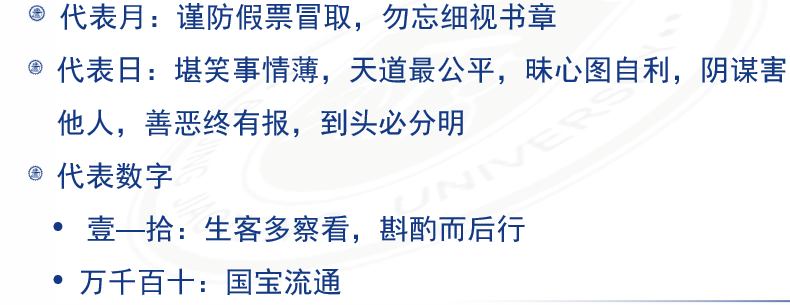 代表月：谨防假票冒取，勿忘细视书章
代表日：堪笑事情薄，天道最公平，昧心图自利，阴谋害
他人，善恶终有报，到头必分明
代表数字
• 壹—拾：生客多察看，斟酌而后行
• 万千百十：国宝流通
UNIVERSITY